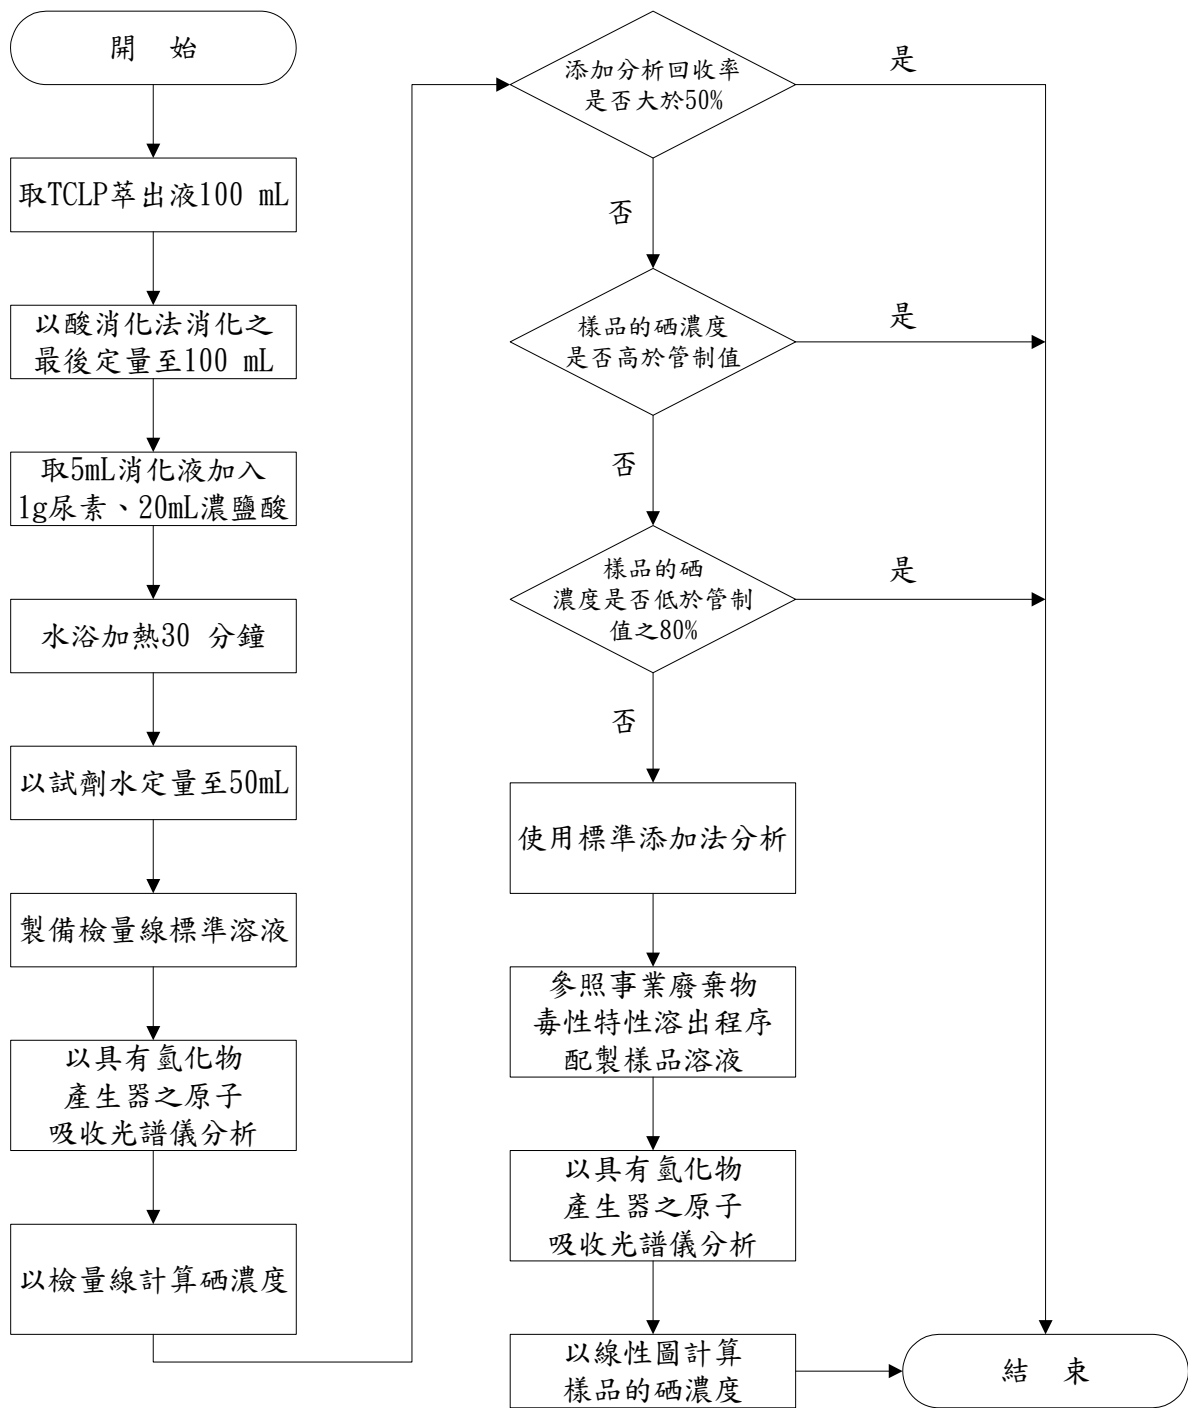 開 始
取TCLP萃出液100 mL
以酸消化法消化之
最後定量至100 mL
取5mL消化液加入
1g尿素、20mL濃鹽酸
水浴加熱30 分鐘
以試劑水定量至50mL
製備檢量線標準溶液
以具有氫化物
產生器之原子
吸收光譜儀分析
以檢量線計算硒濃度
添加分析回收率
是否大於50%
是
否
樣品的硒濃度
是否高於管制值
是
否
樣品的硒
濃度是否低於管制
值之80%
是
否
使用標準添加法分析
參照事業廢棄物
毒性特性溶出程序
配製樣品溶液
以具有氫化物
產生器之原子
吸收光譜儀分析
以線性圖計算
樣品的硒濃度
結 束